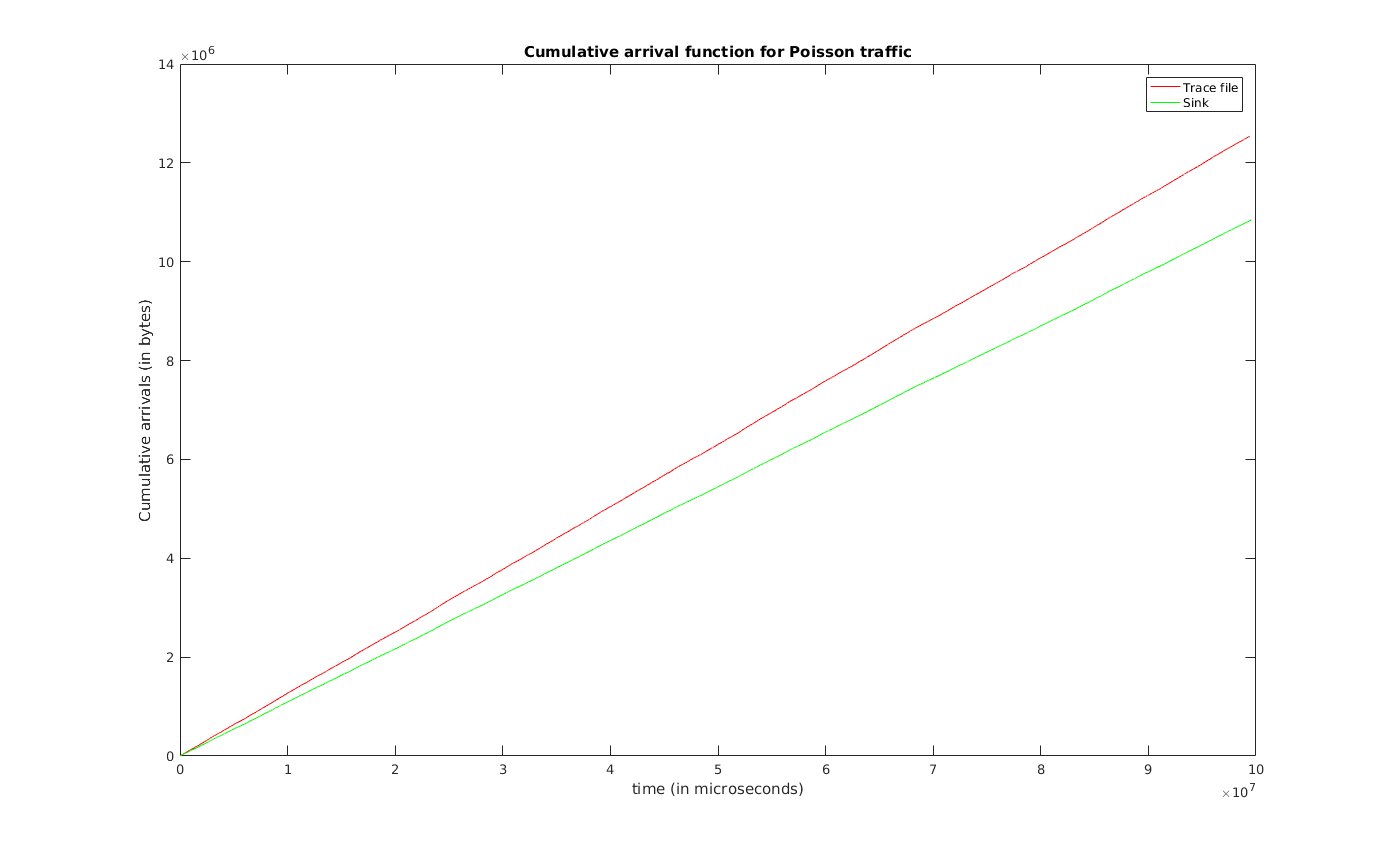 Cumulative arrival function for Poisson traffic
×10^6
14
12
10
8
6
4
2
0
Cumulative arrivals (in bytes)
Trace file
Sink
0 1 2 3 4 5 6 7 8 9 10
time (in microseconds)
×10^7